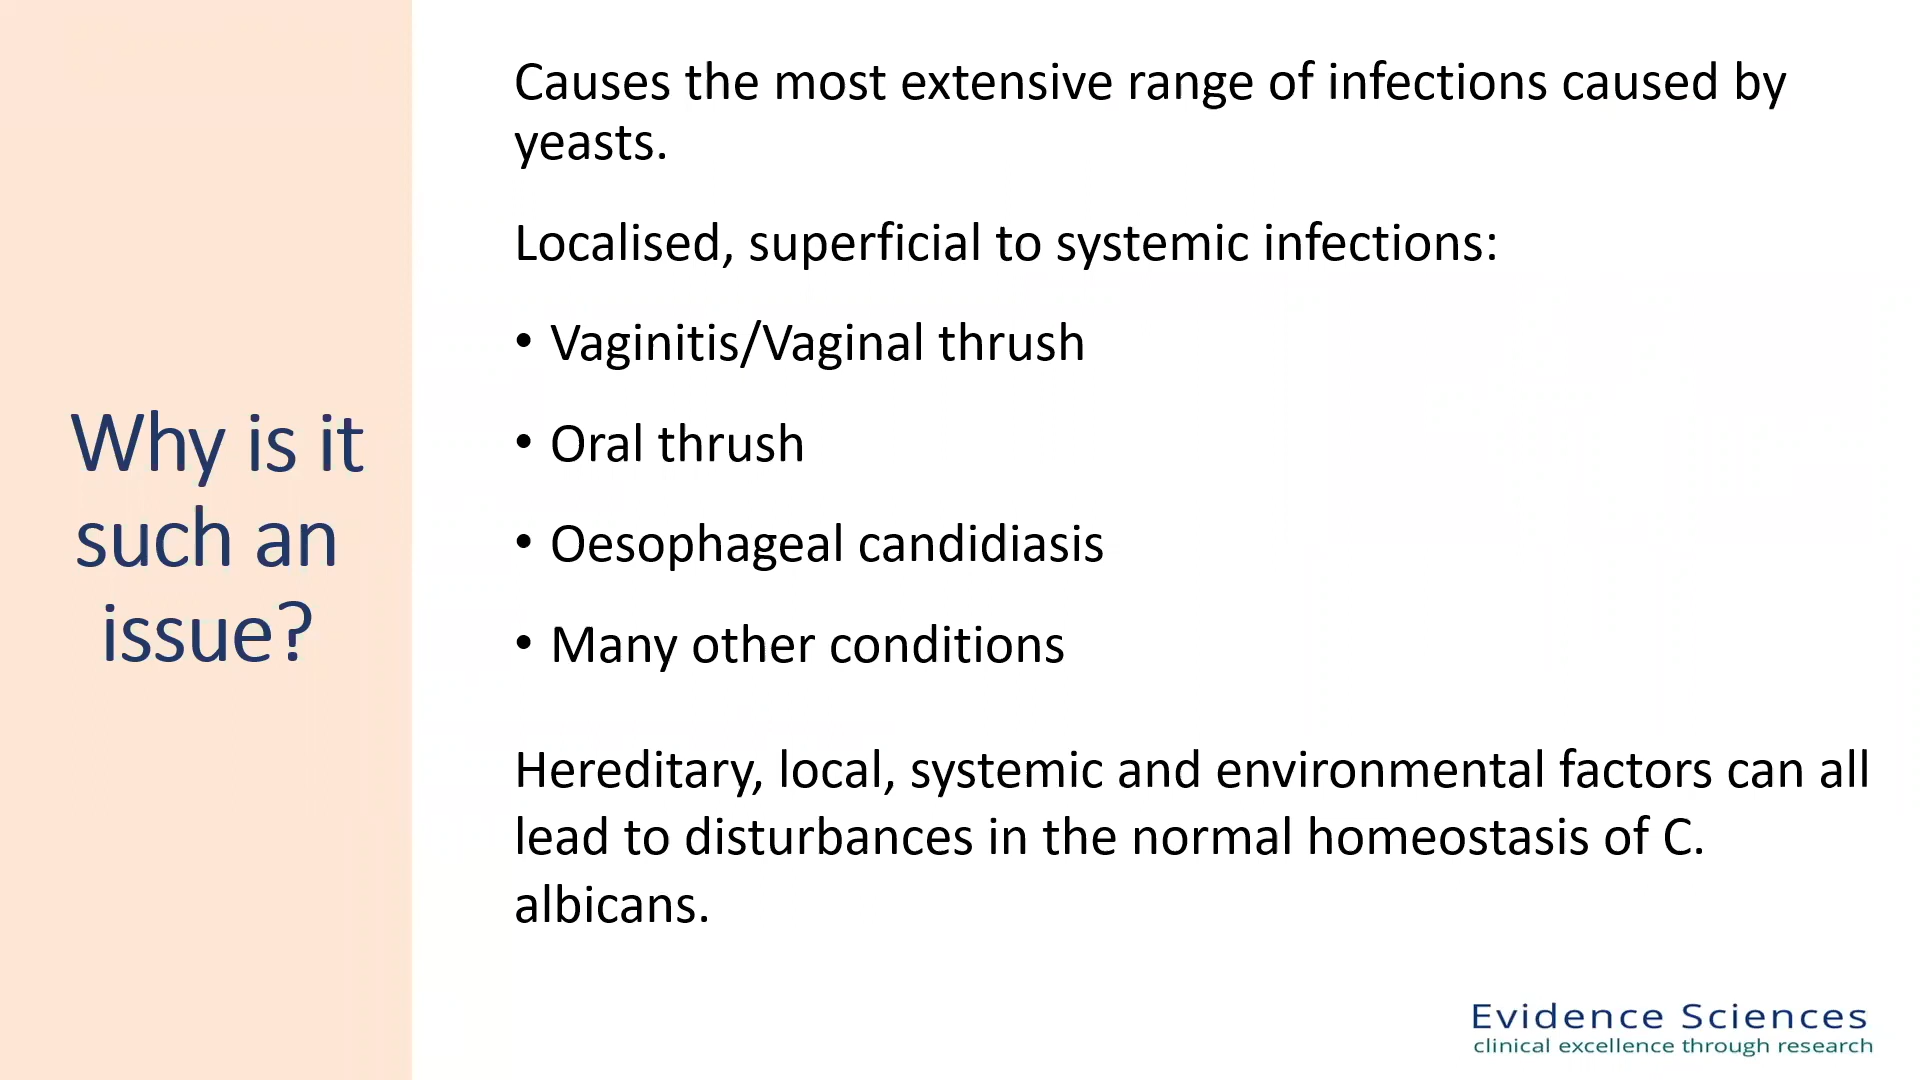 Why is it
such an
issue?
Causes the most extensive range of infections caused by
yeasts.
Localised, superficial to systemic infections:
• Vaginitis/Vaginal thrush
• Oral thrush
• Oesophageal candidiasis
• Many other conditions
Hereditary, local, systemic and environmental factors can all
lead to disturbances in the normal homeostasis of C.
albicans.
Evidence Sciences
clinical excellence through research